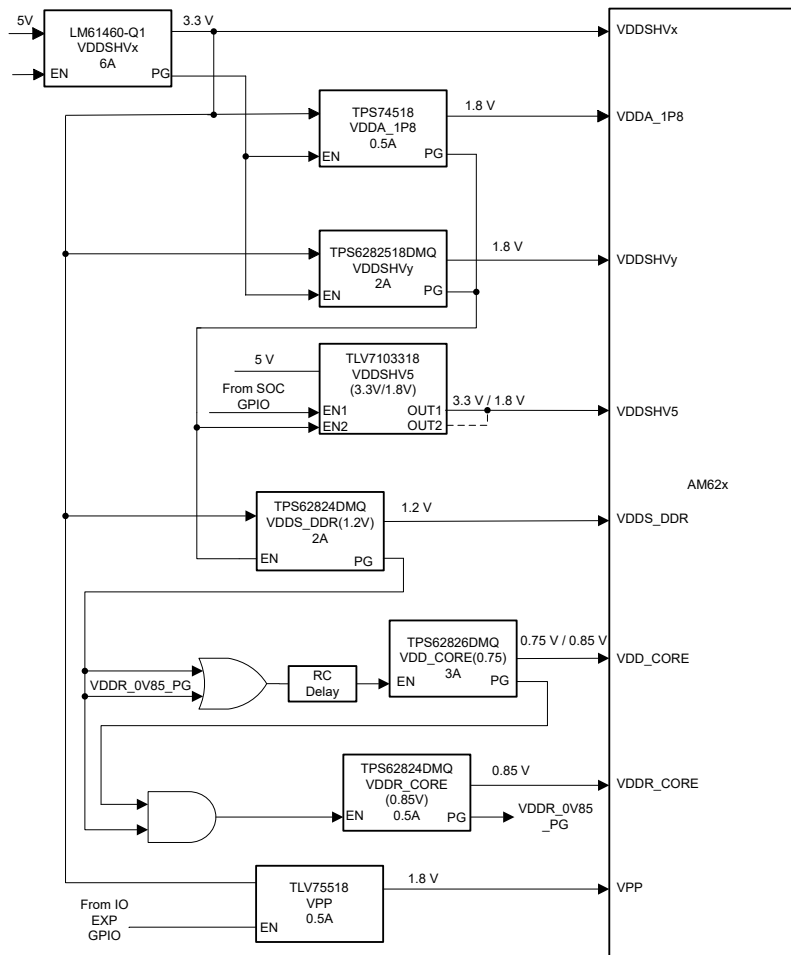 5V
LM61460-Q1
VDDSHVx
6A
EN
PG
3.3 V
VDDSHVx
TPS74518
VDDA_1P8
0.5A
EN
PG
1.8 V
VDDA_1P8
TPS6282518DMQ
VDDSHVy
2A
EN
PG
1.8 V
VDDSHVy
5 V
From SOC
GPIO
TLV7103318
VDDSHV5
(3.3V/1.8V)
EN1
EN2
OUT1
OUT2
3.3 V / 1.8 V
VDDSHV5
AM62x
TPS62824DMQ
VDDS_DDR(1.2V)
2A
EN
PG
1.2 V
VDDS_DDR
VDDR_0V85_PG
RC
Delay
TPS62826DMQ
VDD_CORE(0.75)
3A
EN
PG
0.75 V / 0.85 V
VDD_CORE
TPS62824DMQ
VDDR_CORE
(0.85V)
0.5A
EN
PG
0.85 V
VDDR_CORE
VDDR_0V85
_PG
From IO
EXP
GPIO
TLV75518
VPP
0.5A
EN
1.8 V
VPP